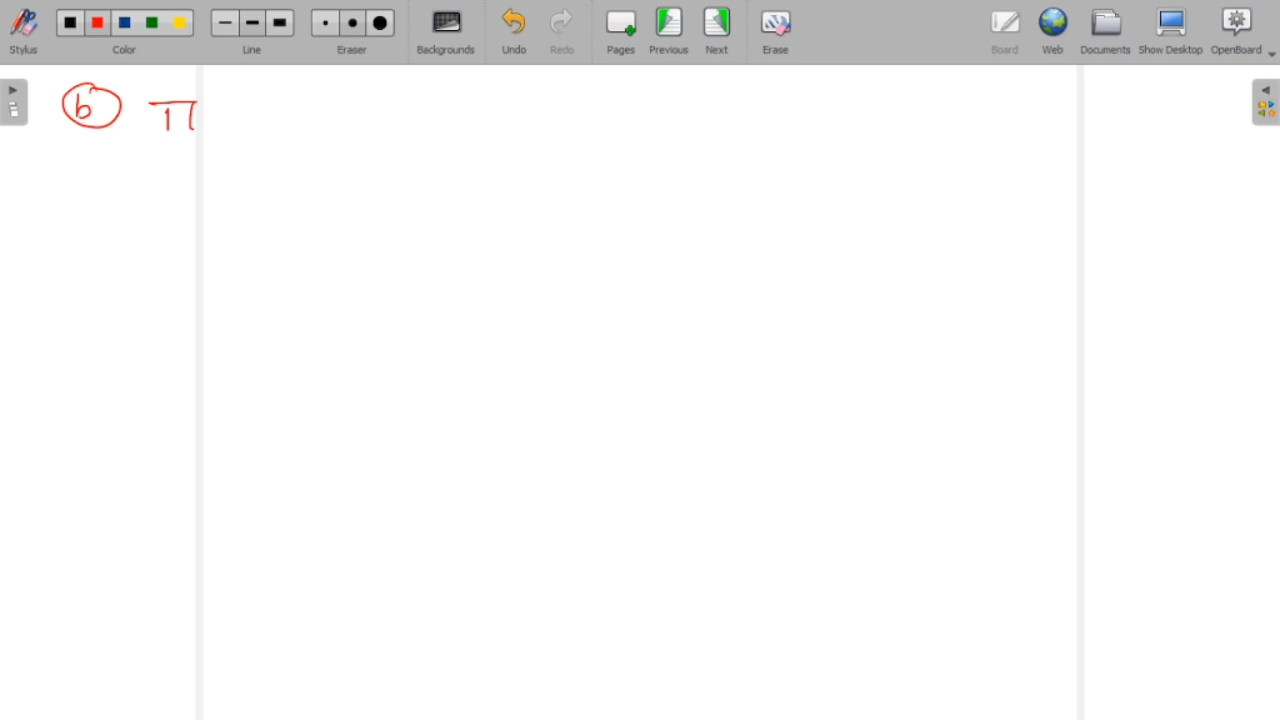 Stylus Color Line Eraser Backgrounds Undo Redo Pages Previous Next Erase Board Web Documents Show Desktop OpenBoard
b π